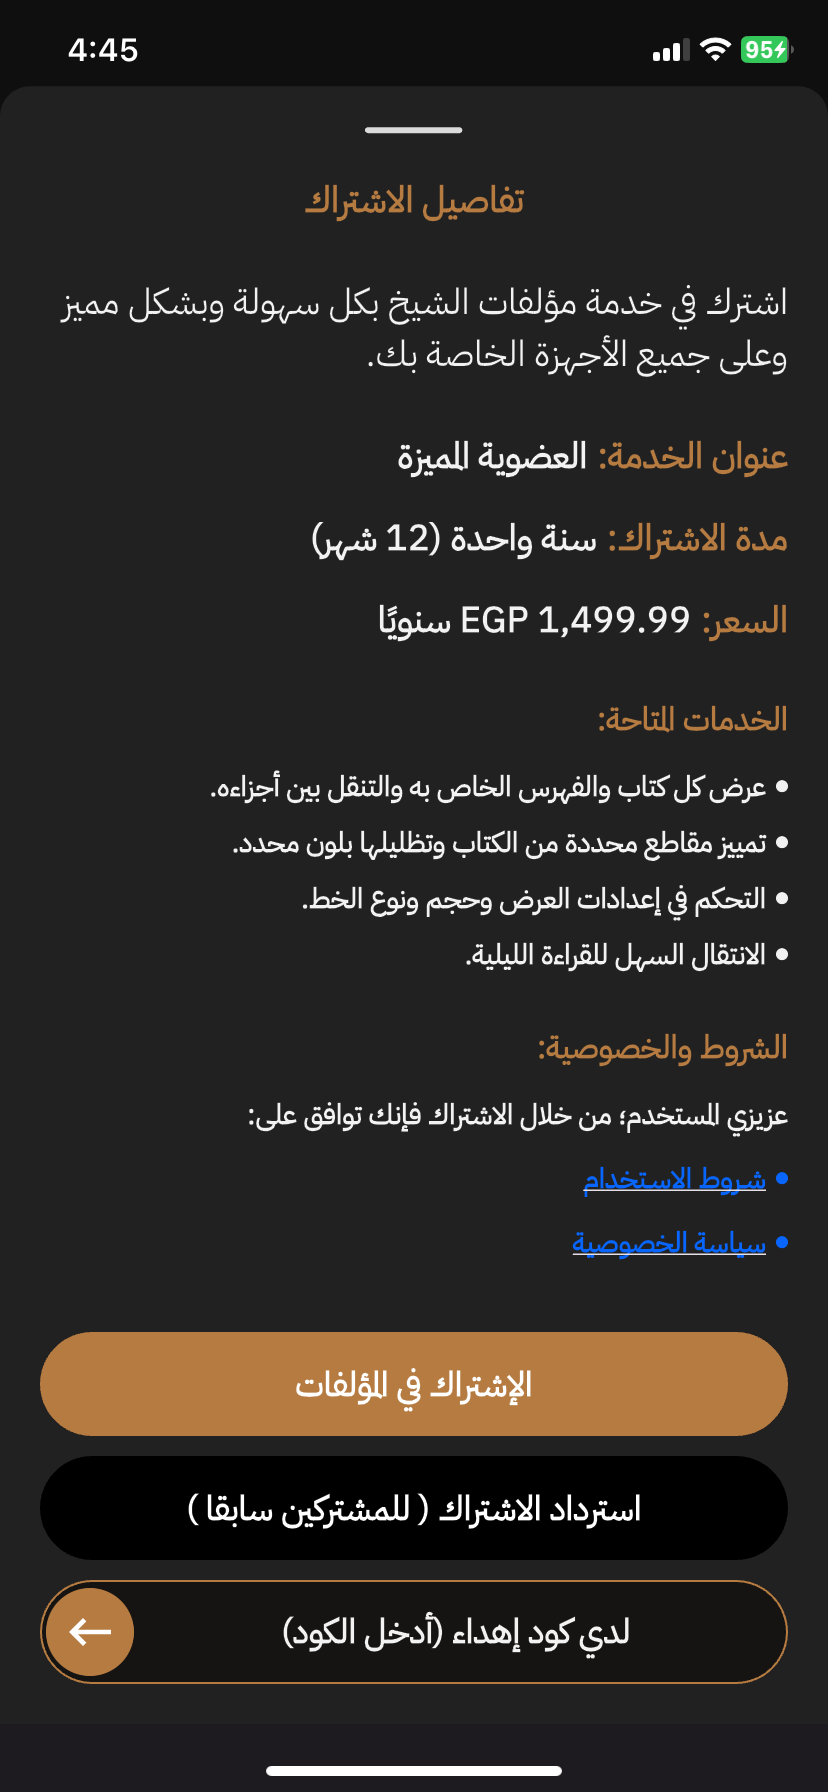 4:45
95
تفاصيل الاشتراك
اشترك في خدمة مؤلفات الشيخ بكل سهولة وبشكل مميز
وعلى جميع الأجهزة الخاصة بك.
عنوان الخدمة: العضوية المميزة
مدة الاشتراك: سنة واحدة (12 شهر)
السعر: EGP 1,499.99 سنويًا
الخدمات المتاحة:
• عرض كل كتاب والفهرس الخاص به والتنقل بين أجزاءه.
• تمييز مقاطع محددة من الكتاب وتظليلها بلون محدد.
• التحكم في إعدادات العرض وحجم ونوع الخط.
• الانتقال السهل للقراءة الليلية.
الشروط والخصوصية:
عزيزي المستخدم؛ من خلال الاشتراك فإنك توافق على:
• شروط الاستخدام
• سياسة الخصوصية
الإشتراك في المؤلفات
استرداد الاشتراك ( للمشتركين سابقا )
لدي كود إهداء (أدخل الكود)